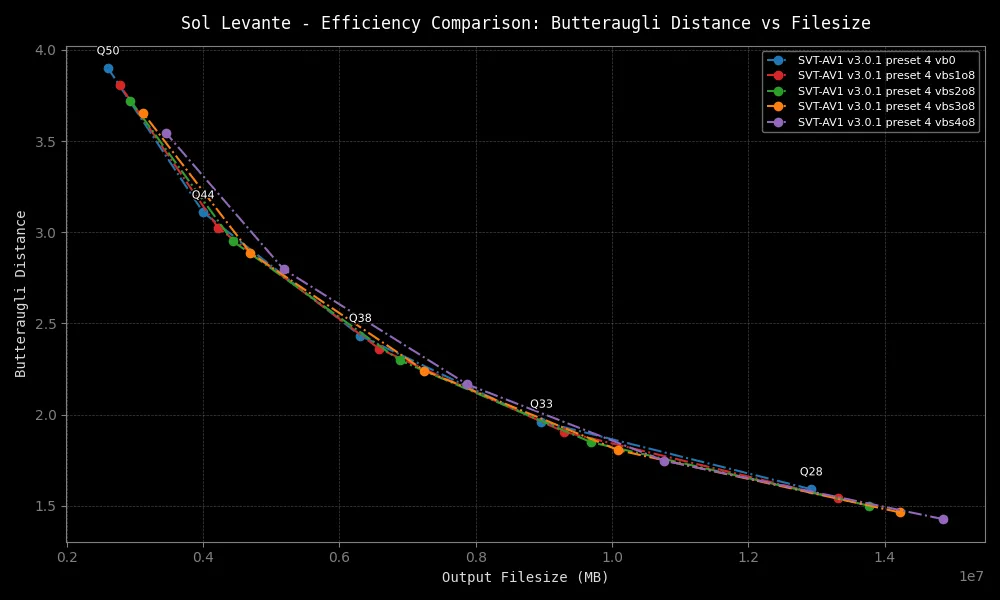 Sol Levante - Efficiency Comparison: Butteraugli Distance vs Filesize
SVT-AV1 v3.0.1 preset 4 vb0
SVT-AV1 v3.0.1 preset 4 vbs1o8
SVT-AV1 v3.0.1 preset 4 vbs2o8
SVT-AV1 v3.0.1 preset 4 vbs3o8
SVT-AV1 v3.0.1 preset 4 vbs4o8
Butteraugli Distance
4.0
3.5
3.0
2.5
2.0
1.5
Q50
Q44
Q38
Q33
Q28
0.2
0.4
0.6
0.8
1.0
1.2
1.4
1e7
Output Filesize (MB)